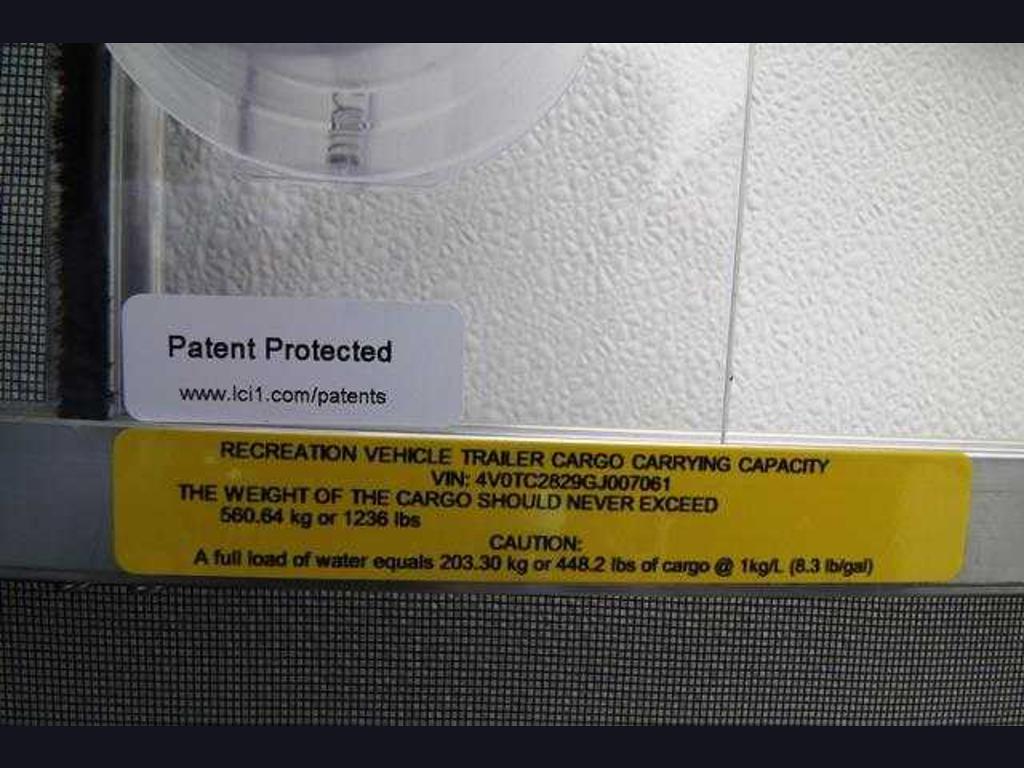 Patent Protected
www.lci1.com/patents
RECREATION VEHICLE TRAILER CARGO CARRYING CAPACITY
VIN: 4V0TC2829GJ007061
THE WEIGHT OF THE CARGO SHOULD NEVER EXCEED
560.64 kg or 1236 lbs
CAUTION:
A full load of water equals 203.30 kg or 448.2 lbs of cargo @ 1kg/L (8.3 lb/gal)